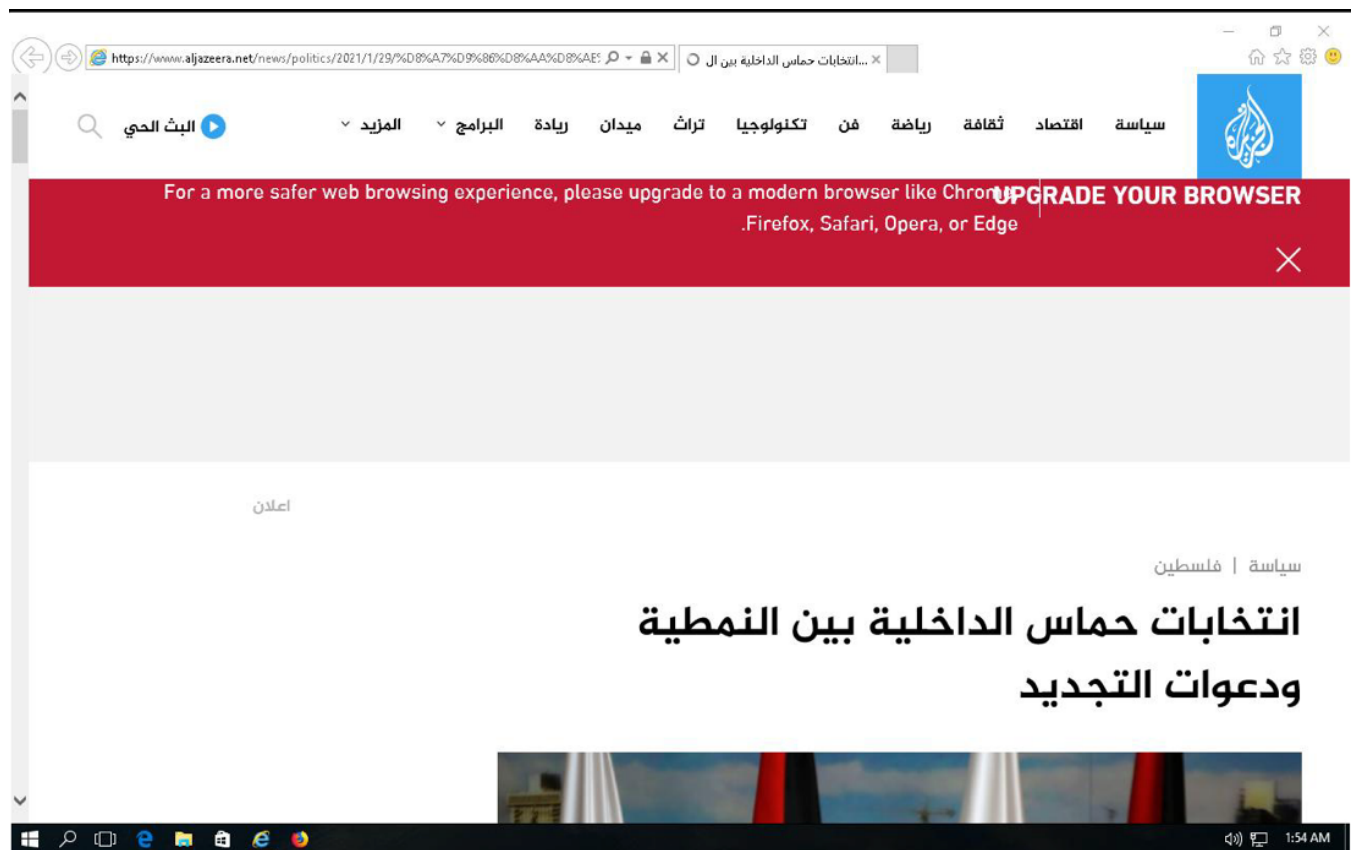 https://www.aljazeera.net/news/politics/2021/1/29/%D8%A7%D9%86%D8%AA%D8%AE
انتخابات حماس الداخلية بين ال...
سياسة اقتصاد ثقافة رياضة فن تكنولوجيا تراث ميدان ريادة البرامج المزيد البث الحي
الجزيرة
UPGRADE YOUR BROWSER
For a more safer web browsing experience, please upgrade to a modern browser like Chrome,
.Firefox, Safari, Opera, or Edge
اعلان
سياسة | فلسطين
انتخابات حماس الداخلية بين النمطية
ودعوات التجديد
1:54 AM